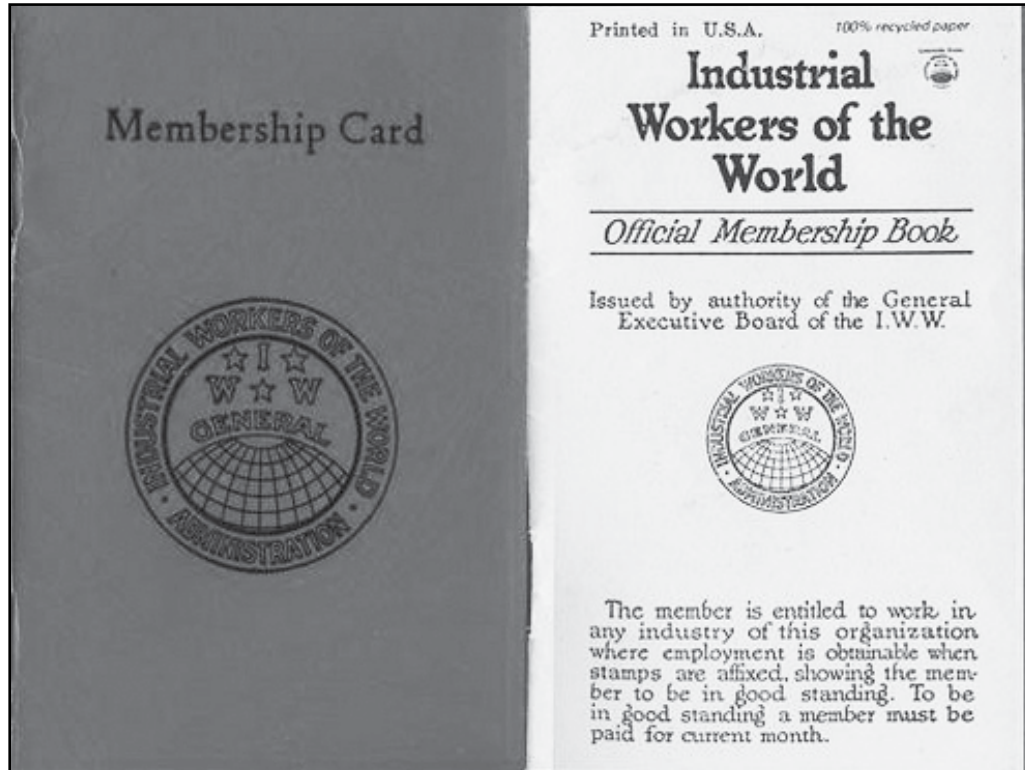 Membership Card
INDUSTRIAL WORKERS OF THE WORLD
I
W W
GENERAL
ADMINISTRATION
Printed in U.S.A.
100% recycled paper
Industrial
Workers of the
World
Official Membership Book
Issued by authority of the General
Executive Board of the I.W.W.
INDUSTRIAL WORKERS OF THE WORLD
I
W W
GENERAL
ADMINISTRATION
The member is entitled to work in
any industry of this organization
where employment is obtainable when
stamps are affixed, showing the mem-
ber to be in good standing. To be
in good standing a member must be
paid for current month.